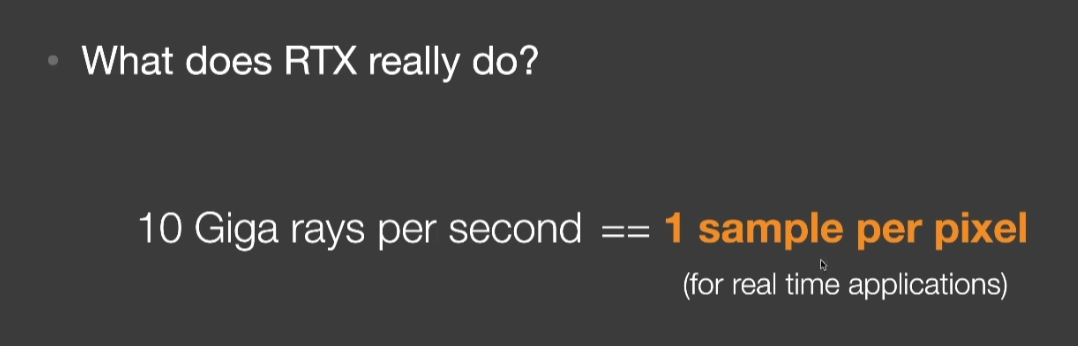 • What does RTX really do?
10 Giga rays per second == 1 sample per pixel
(for real time applications)